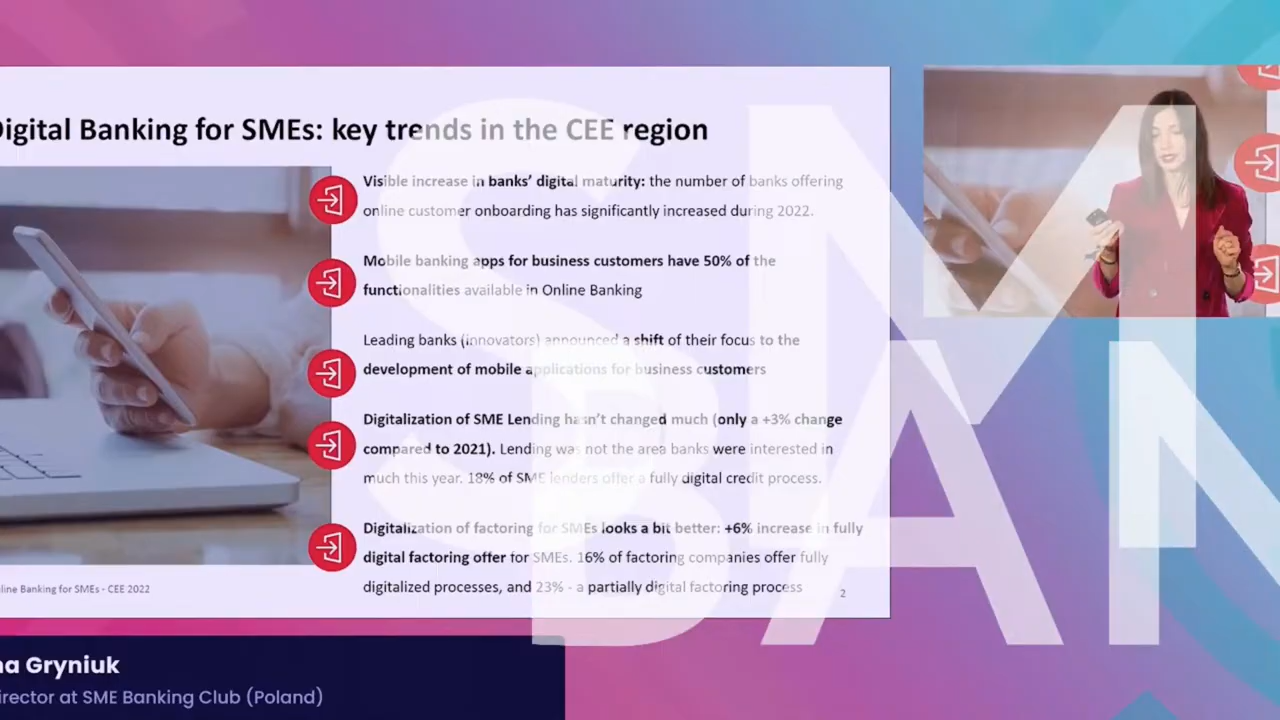 Digital Banking for SMEs: key trends in the CEE region
Visible increase in banks' digital maturity: the number of banks offering
online customer onboarding has significantly increased during 2022.
Mobile banking apps for business customers have 50% of the
functionalities available in Online Banking
Leading banks (innovators) announced a shift of their focus to the
development of mobile applications for business customers
Digitalization of SME Lending hasn't changed much (only a +3% change
compared to 2021). Lending was not the area banks were interested in
much this year. 18% of SME lenders offer a fully digital credit process.
Digitalization of factoring for SMEs looks a bit better: +6% increase in fully
digital factoring offer for SMEs. 16% of factoring companies offer fully
digitalized processes, and 23% - a partially digital factoring process
line Banking for SMEs - CEE 2022
2
na Gryniuk
irector at SME Banking Club (Poland)
SM
BAN